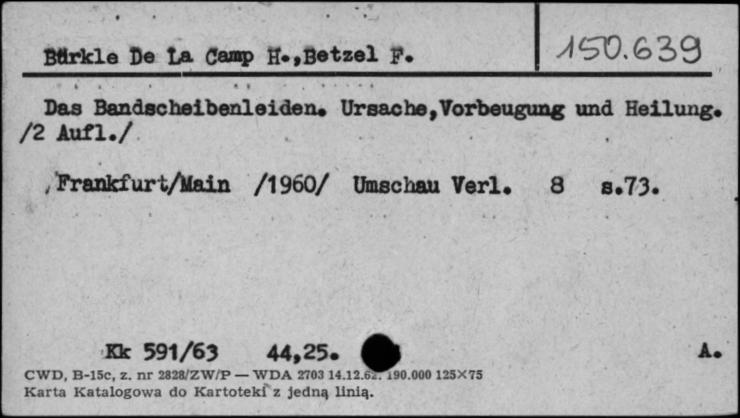 Bürkle De La Camp H.,Betzel F.
150.639
Das Bandscheibenleiden. Ursache,Vorbeugung und Heilung.
/2 Aufl./
Frankfurt/Main /1960/ Umschau Verl. 8 s.73.
Kk 591/63 44,25. A.
CWD, B-15c, z. nr 2828/ZW/P — WDA 2703 14.12.62. 190.000 125×75
Karta Katalogowa do Kartoteki z jedną linią.